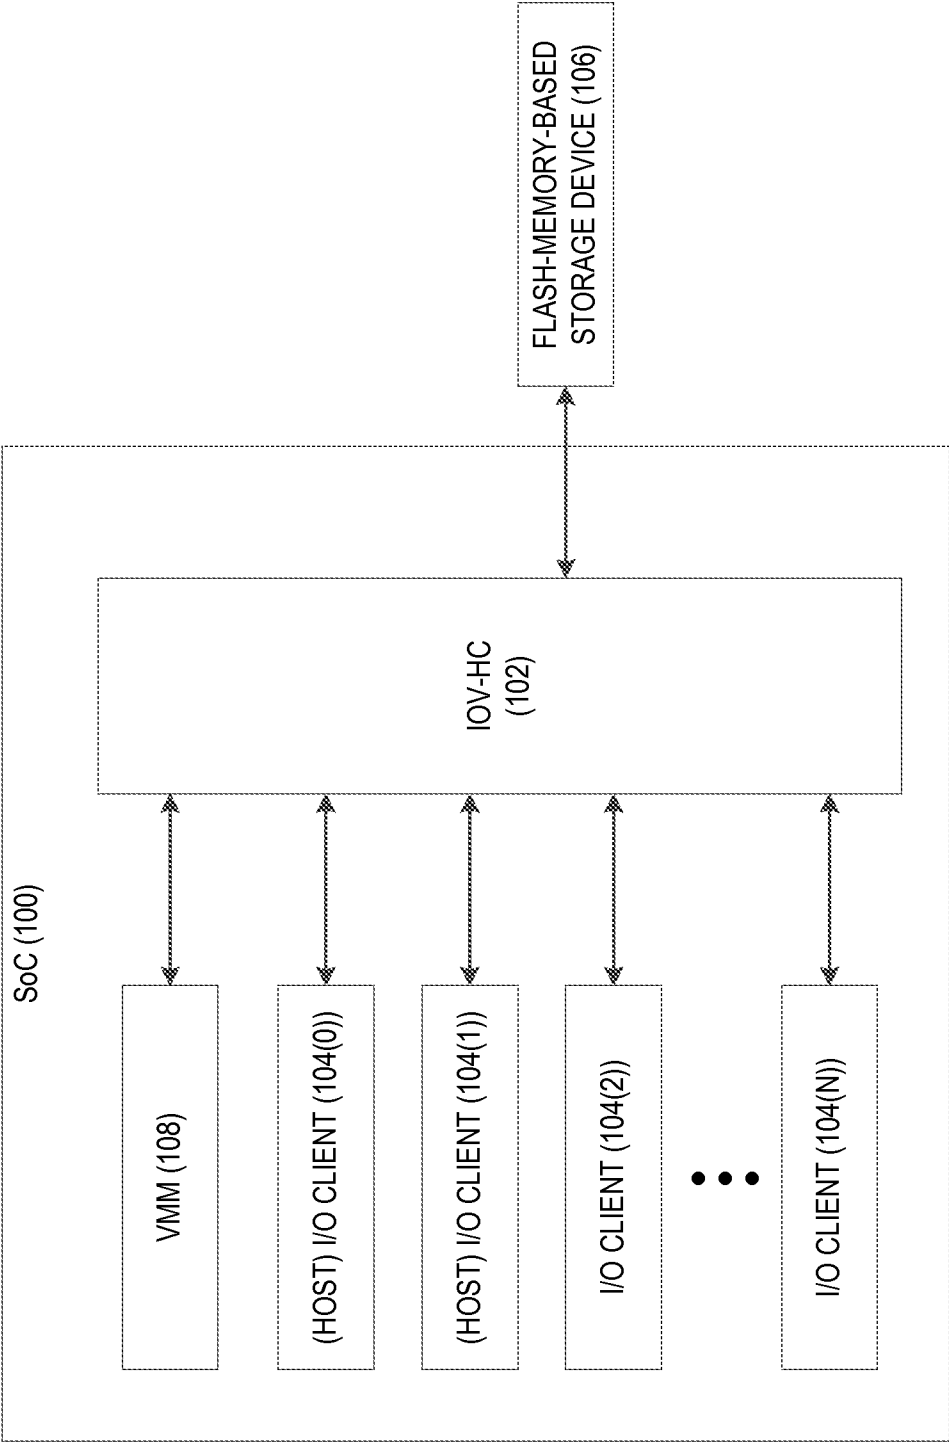 SoC (100)
VMM (108)
(HOST) I/O CLIENT (104(0))
(HOST) I/O CLIENT (104(1))
I/O CLIENT (104(2))
I/O CLIENT (104(N))
IOV-HC
(102)
FLASH-MEMORY-BASED
STORAGE DEVICE (106)